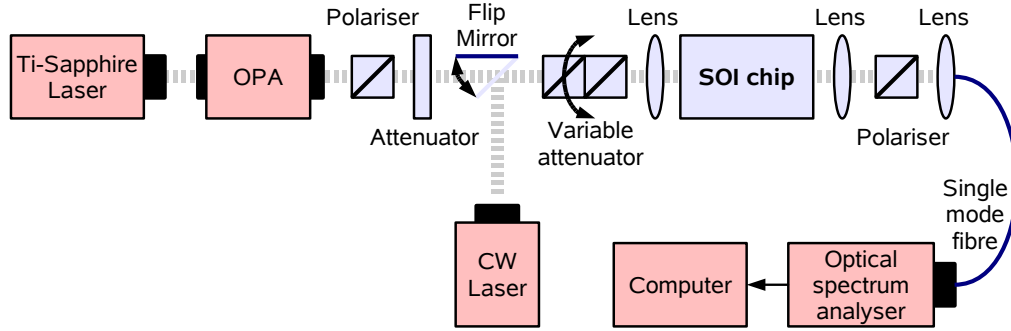 Polariser
Flip
Mirror
Lens
Lens
Lens
Ti-Sapphire
Laser
OPA
SOI chip
Attenuator
Variable
attenuator
Polariser
CW
Laser
Single
mode
fibre
Computer
Optical
spectrum
analyser